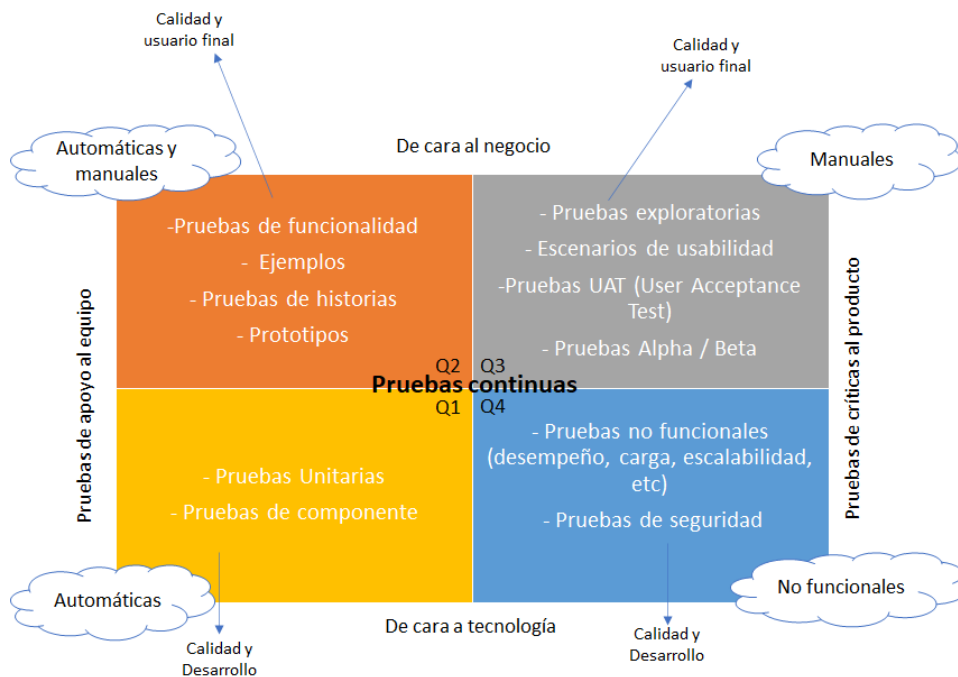 Calidad y
usuario final
Calidad y
usuario final
De cara al negocio
Automáticas y
manuales
Manuales
-Pruebas de funcionalidad
- Ejemplos
- Pruebas de historias
- Prototipos
- Pruebas exploratorias
- Escenarios de usabilidad
-Pruebas UAT (User Acceptance
Test)
- Pruebas Alpha / Beta
Pruebas de apoyo al equipo
Pruebas de críticas al producto
Q2
Q3
Pruebas continuas
Q1
Q4
- Pruebas Unitarias
- Pruebas de componente
- Pruebas no funcionales
(desempeño, carga, escalabilidad,
etc)
- Pruebas de seguridad
Automáticas
No funcionales
De cara a tecnología
Calidad y
Desarrollo
Calidad y
Desarrollo